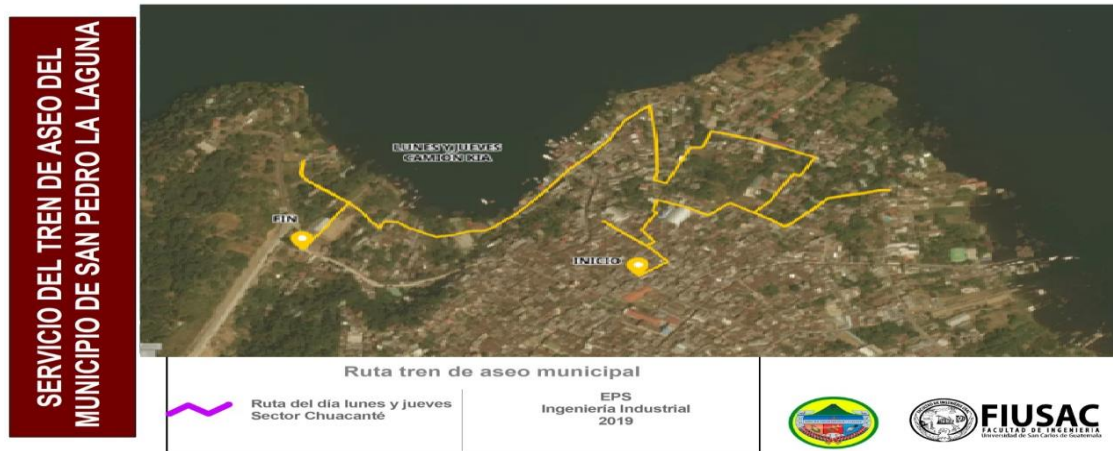 SERVICIO DEL TREN DE ASEO DEL
MUNICIPIO DE SAN PEDRO LA LAGUNA
LUNES Y JUEVES
CAMIÓN KIA
FIN
INICIO
Ruta tren de aseo municipal
Ruta del día lunes y jueves
Sector Chuacanté
EPS
Ingeniería Industrial
2019
FIUSAC
FACULTAD DE INGENIERÍA
Universidad de San Carlos de Guatemala